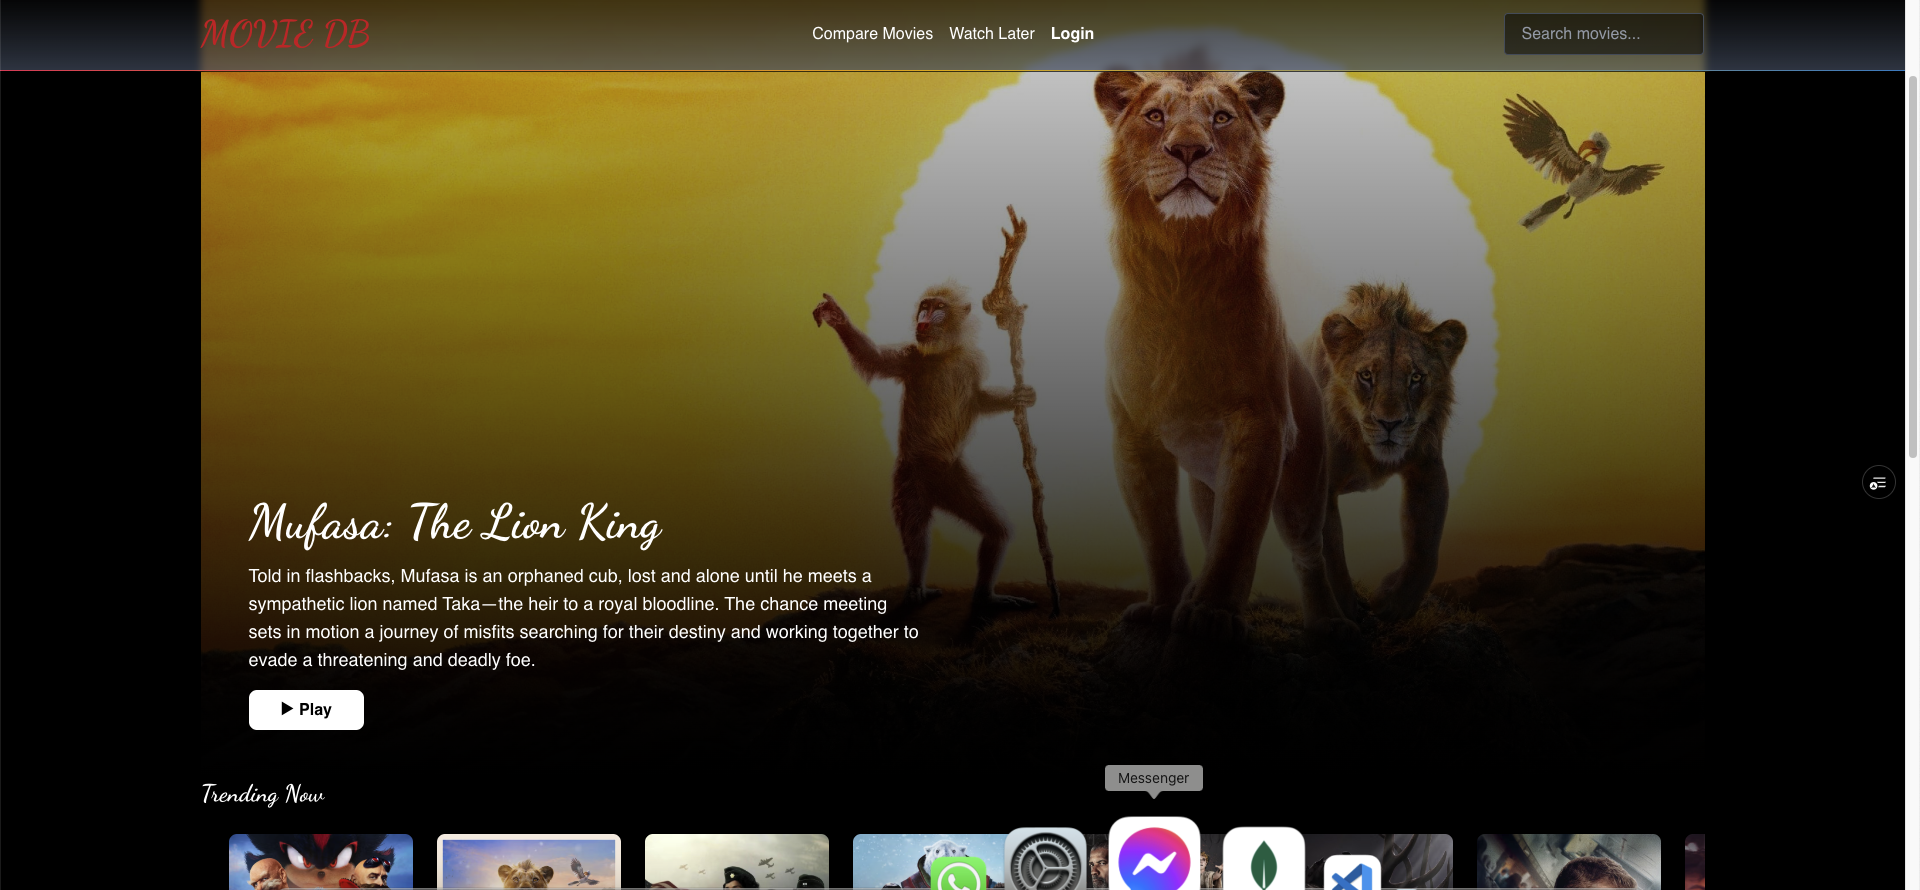 MOVIE DB
Compare Movies
Watch Later
Login
Search movies...
Mufasa: The Lion King
Told in flashbacks, Mufasa is an orphaned cub, lost and alone until he meets a
sympathetic lion named Taka—the heir to a royal bloodline. The chance meeting
sets in motion a journey of misfits searching for their destiny and working together to
evade a threatening and deadly foe.
Play
Trending Now
Messenger